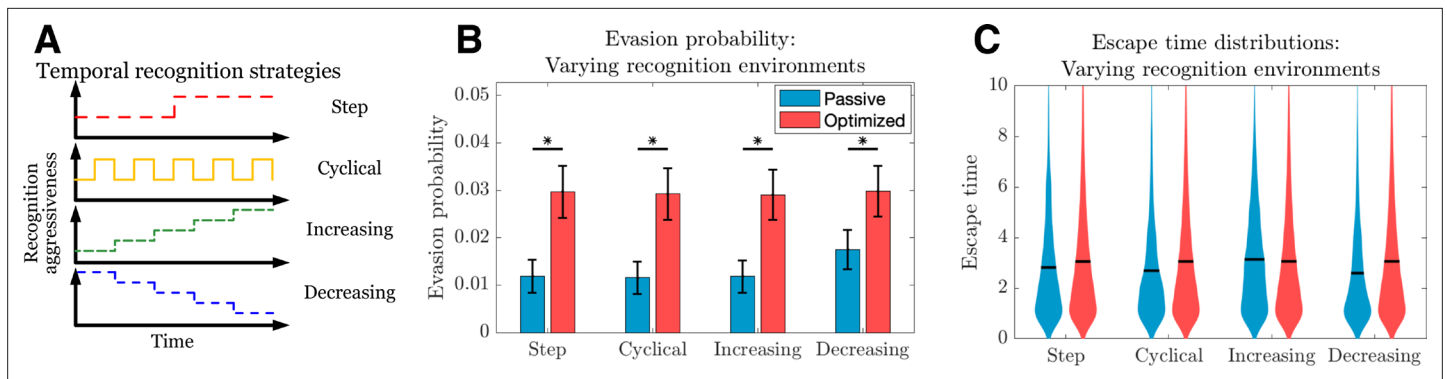 A
Temporal recognition strategies
Step
Cyclical
Increasing
Decreasing
Recognition
aggressiveness
Time
B
Evasion probability:
Varying recognition environments
Passive
Optimized
Evasion probability
0.05
0.04
0.03
0.02
0.01
0
* * * *
Step Cyclical Increasing Decreasing
C
Escape time distributions:
Varying recognition environments
Escape time
10
8
6
4
2
0
Step Cyclical Increasing Decreasing